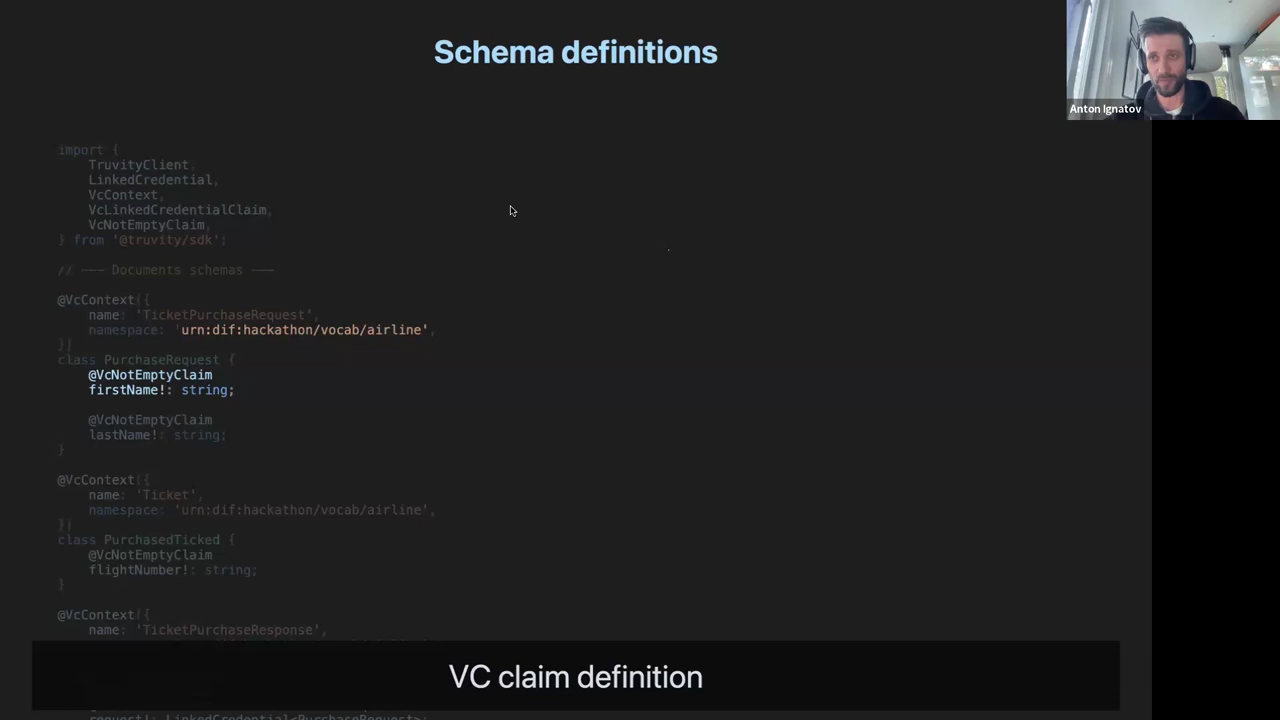 Schema definitions
Anton Ignatov
import {
TruvityClient,
LinkedCredential,
VcContext,
VcLinkedCredentialClaim,
VcNotEmptyClaim,
} from '@truvity/sdk';
// —— Documents schemas ——
@VcContext({
name: 'TicketPurchaseRequest',
namespace: 'urn:dif:hackathon/vocab/airline',
})
class PurchaseRequest {
@VcNotEmptyClaim
firstName!: string;
@VcNotEmptyClaim
lastName!: string;
}
@VcContext({
name: 'Ticket',
namespace: 'urn:dif:hackathon/vocab/airline',
})
class PurchasedTicked {
@VcNotEmptyClaim
flightNumber!: string;
}
@VcContext({
name: 'TicketPurchaseResponse',
VC claim definition
request!: LinkedCredential<PurchaseRequest>;